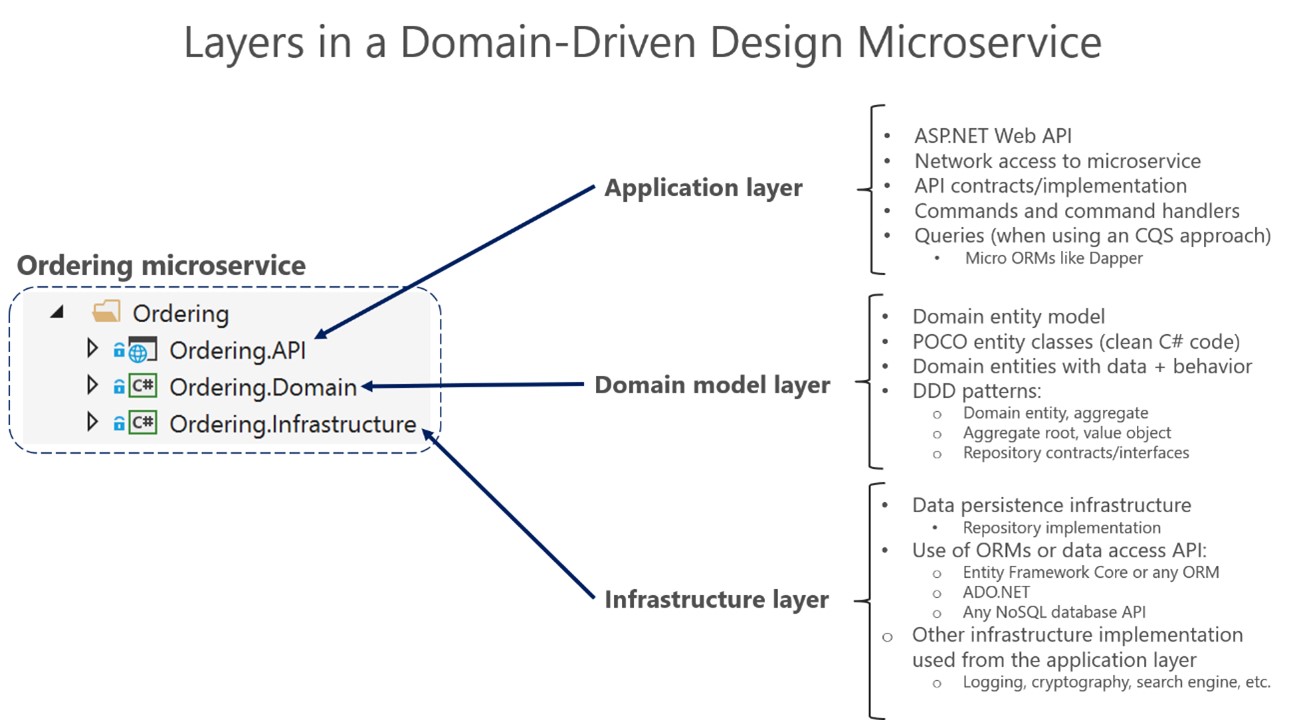 Layers in a Domain-Driven Design Microservice
Ordering microservice
Ordering
Ordering.API
C# Ordering.Domain
C# Ordering.Infrastructure
Application layer
• ASP.NET Web API
• Network access to microservice
• API contracts/implementation
• Commands and command handlers
• Queries (when using an CQS approach)
• Micro ORMs like Dapper
Domain model layer
• Domain entity model
• POCO entity classes (clean C# code)
• Domain entities with data + behavior
• DDD patterns:
o Domain entity, aggregate
o Aggregate root, value object
o Repository contracts/interfaces
Infrastructure layer
• Data persistence infrastructure
• Repository implementation
• Use of ORMs or data access API:
o Entity Framework Core or any ORM
o ADO.NET
o Any NoSQL database API
o Other infrastructure implementation
used from the application layer
o Logging, cryptography, search engine, etc.